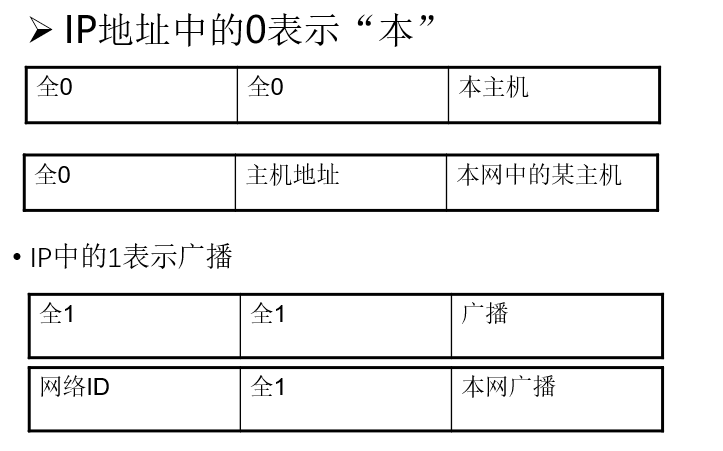 ➢ IP地址中的0表示“本”
全0 全0 本主机
全0 主机地址 本网中的某主机
• IP中的1表示广播
全1 全1 广播
网络ID 全1 本网广播